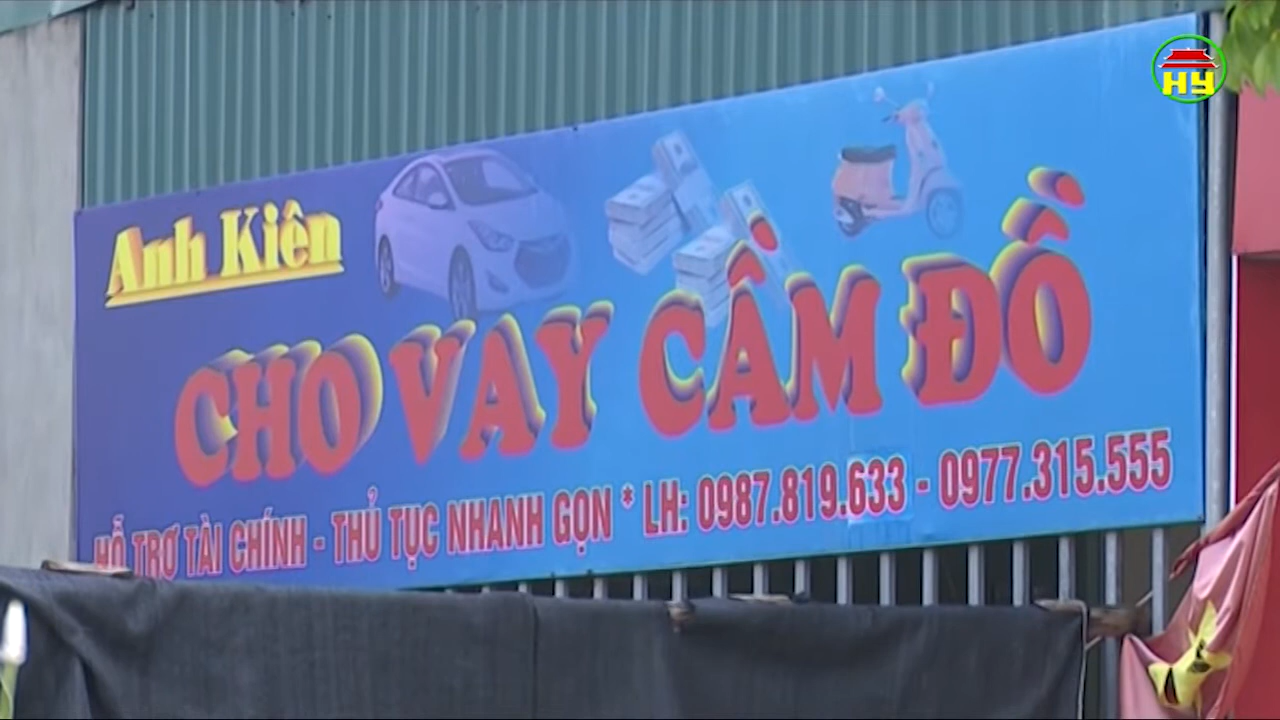 HY
Anh Kiên
CHO VAY CẦM ĐỒ
HỖ TRỢ TÀI CHÍNH - THỦ TỤC NHANH GỌN * LH: 0987.819.633 - 0977.315.555